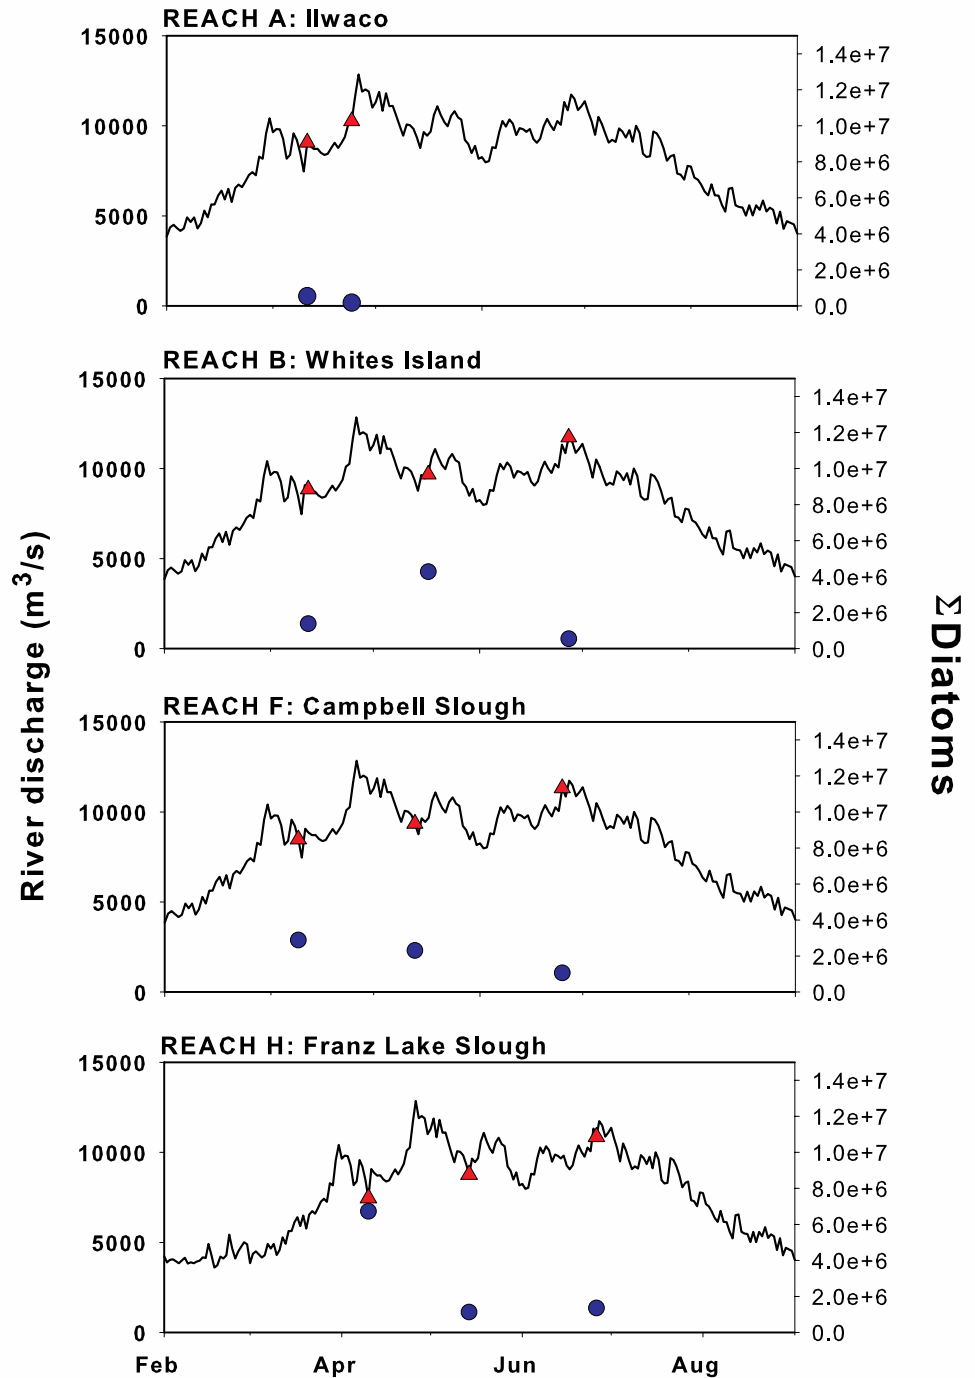 REACH A: Ilwaco
15000
10000
5000
0
1.4e+7
1.2e+7
1.0e+7
8.0e+6
6.0e+6
4.0e+6
2.0e+6
0.0
REACH B: Whites Island
15000
10000
5000
0
1.4e+7
1.2e+7
1.0e+7
8.0e+6
6.0e+6
4.0e+6
2.0e+6
0.0
River discharge (m³/s)
Σ Diatoms
REACH F: Campbell Slough
15000
10000
5000
0
1.4e+7
1.2e+7
1.0e+7
8.0e+6
6.0e+6
4.0e+6
2.0e+6
0.0
REACH H: Franz Lake Slough
15000
10000
5000
0
1.4e+7
1.2e+7
1.0e+7
8.0e+6
6.0e+6
4.0e+6
2.0e+6
0.0
Feb Apr Jun Aug